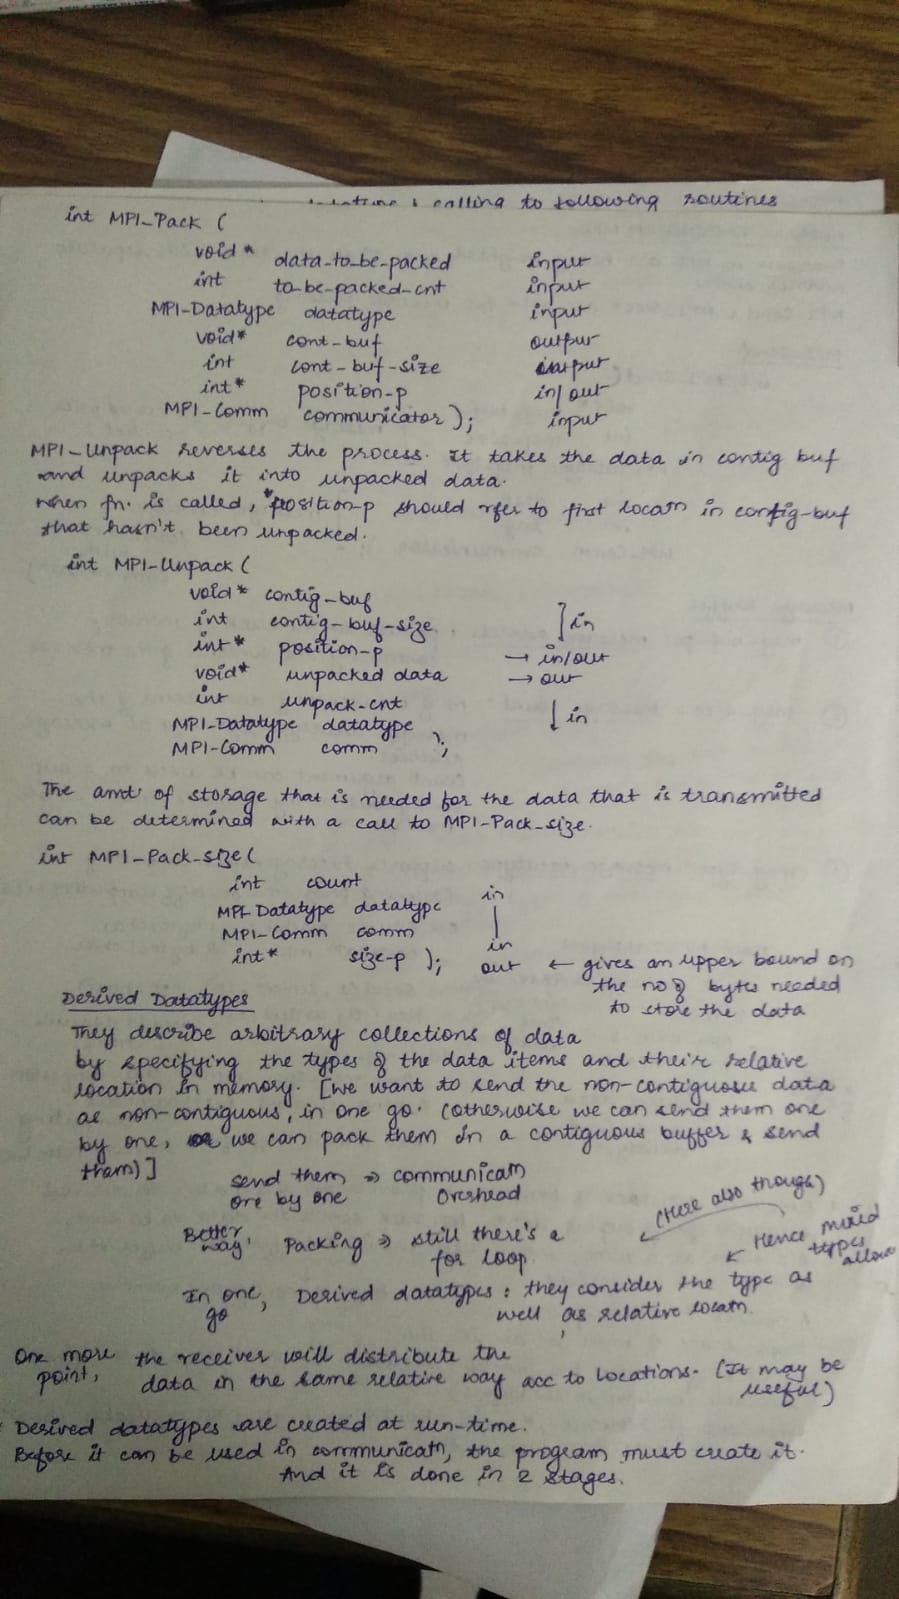 calling to following routines
int MPI_Pack (
void* data-to-be-packed input
int to-be-packed-cnt input
MPI-Datatype datatype input
void* cont-buf output
int cont-buf-size input
int* position-p in/out
MPI-Comm communicator); input
MPI-Unpack reverses the process. It takes the data in contig buf
and unpacks it into unpacked data.
When fn. is called, *position-p should refer to first locatn in config-buf
that hasn't been unpacked.
int MPI-Unpack (
void* contig-buf
int contig-buf-size ] in
int* position-p → in/out
void* unpacked data → out
int unpack-cnt
MPI-Datatype datatype ↓ in
MPI-Comm comm );
The amt. of storage that is needed for the data that is transmitted
can be determined with a call to MPI-Pack-size.
int MPI-Pack-size (
int count in
MPI-Datatype datatype
MPI-Comm comm in
int* size-p ); out ← gives an upper bound on
the no of bytes needed
to store the data
Derived Datatypes
They describe arbitrary collections of data
by specifying the types of the data items and their relative
location in memory. [We want to send the non-contiguous data
as non-contiguous, in one go. (otherwise we can send them one
by one, we can pack them in a contiguous buffer & send
them)]
send them ⇒ communicatn
one by one Overhead
(Here also though)
Better way, Packing ⇒ still there's a
for loop
Hence mixed
types
allow
In one go, Derived datatypes: they consider the type as
well as relative locatn.
One more point, the receiver will distribute the
data in the same relative way acc to locations. (It may be
useful)
Derived datatypes are created at run-time.
Before it can be used in communicatn, the program must create it.
And it is done in 2 stages.